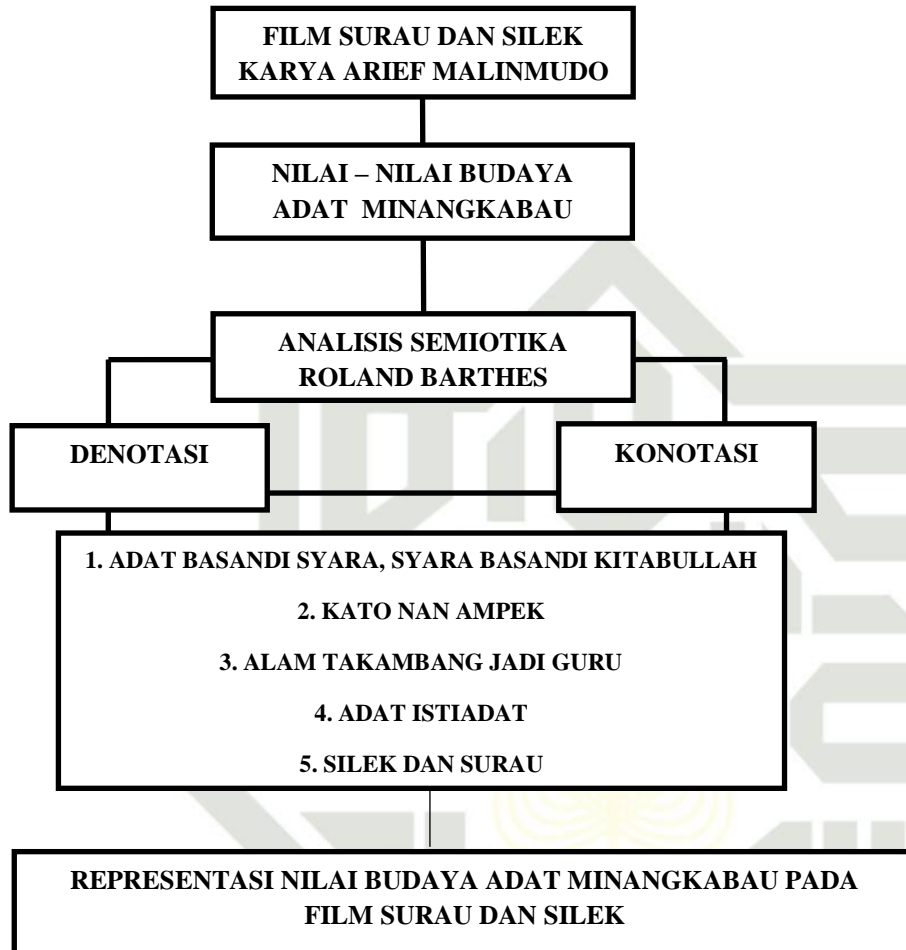 FILM SURAU DAN SILEK
KARYA ARIEF MALINMUDO
NILAI – NILAI BUDAYA
ADAT MINANGKABAU
ANALISIS SEMIOTIKA
ROLAND BARTHES
DENOTASI
KONOTASI
1. ADAT BASANDI SYARA, SYARA BASANDI KITABULLAH
2. KATO NAN AMPEK
3. ALAM TAKAMBANG JADI GURU
4. ADAT ISTIADAT
5. SILEK DAN SURAU
REPRESENTASI NILAI BUDAYA ADAT MINANGKABAU PADA
FILM SURAU DAN SILEK